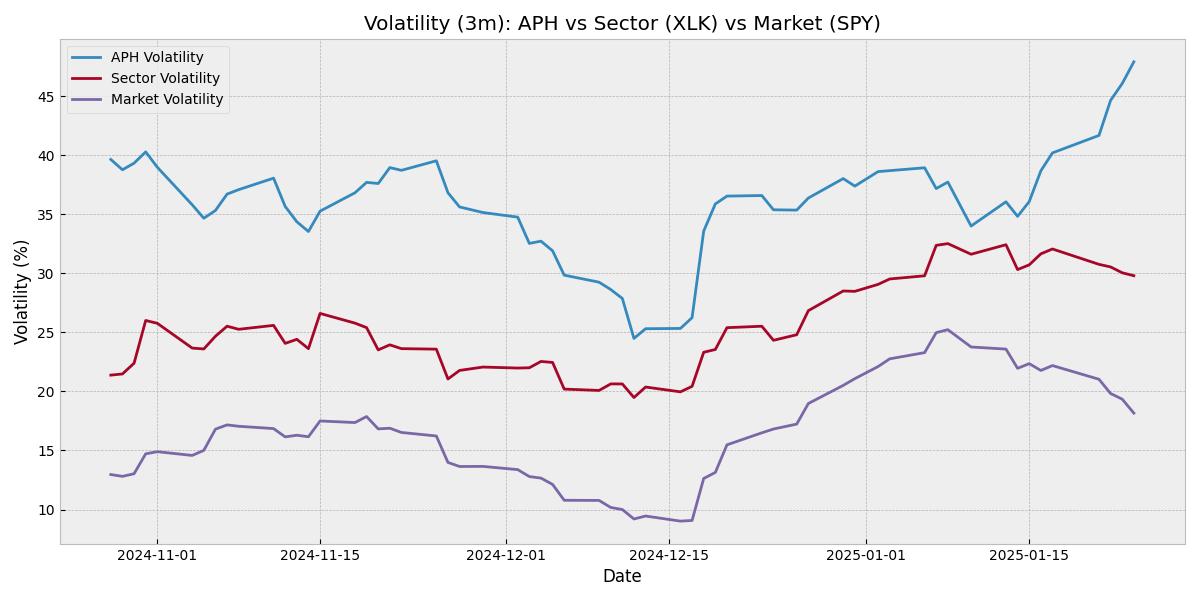 Volatility (3m): APH vs Sector (XLK) vs Market (SPY)
APH Volatility
Sector Volatility
Market Volatility
Volatility (%)
45
40
35
30
25
20
15
10
2024-11-01 2024-11-15 2024-12-01 2024-12-15 2025-01-01 2025-01-15
Date